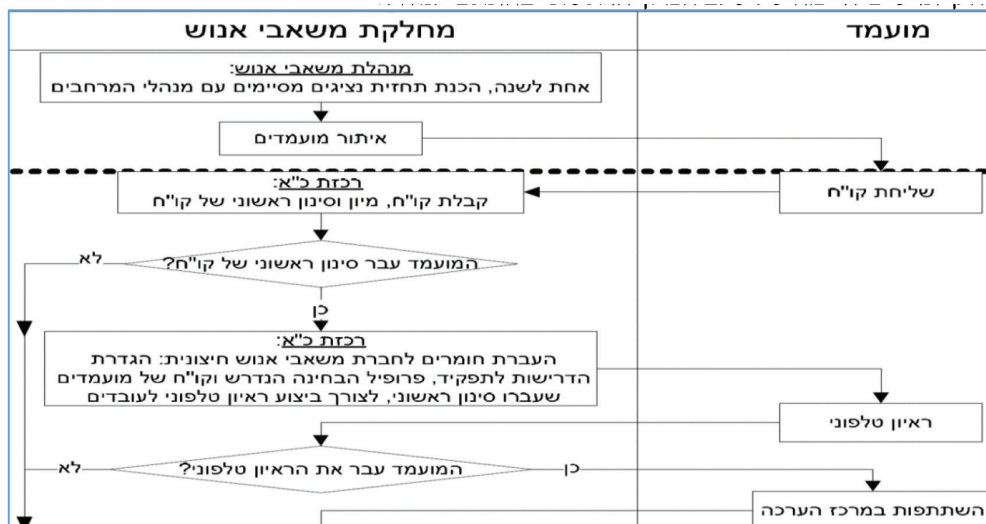 מועמד
מחלקת משאבי אנוש
מנהלת משאבי אנוש:
אחת לשנה, הכנת תחזית נציגים מסיימים עם מנהלי המרחבים
איתור מועמדים
שליחת קו"ח
רכזת כ"א:
קבלת קו"ח, מיון וסינון ראשוני של קו"ח
המועמד עבר סינון ראשוני של קו"ח?
לא
כן
רכזת כ"א:
העברת חומרים לחברת משאבי אנוש חיצונית: הגדרת
הדרישות לתפקיד, פרופיל הבחינה הנדרש וקו"ח של מועמדים
שעברו סינון ראשוני, לצורך ביצוע ראיון טלפוני לעובדים
ראיון טלפוני
המועמד עבר את הראיון טלפוני?
כן
לא
השתתפות במרכז הערכה